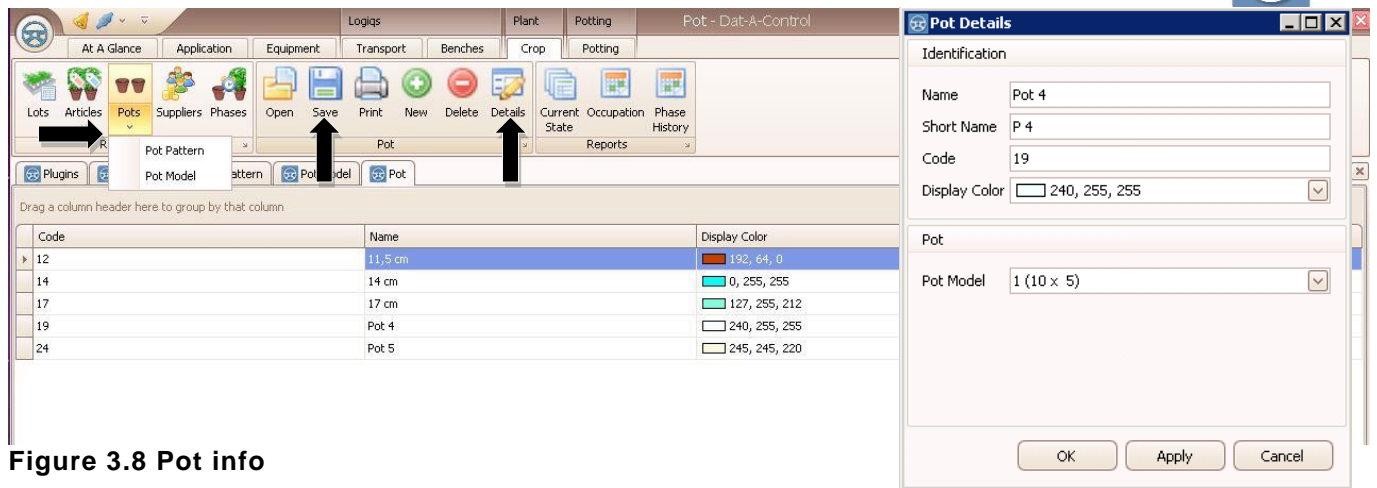 Logiqs Plant Potting Pot - Dat-A-Control
At A Glance Application Equipment Transport Benches Crop Potting
Lots Articles Pots Suppliers Phases Open Save Print New Delete Details Current State Occupation Phase History
R Pot Reports
Pot Pattern
Pot Model
Plugins attern Pot Model Pot
Drag a column header here to group by that column
Code Name Display Color
12 11,5 cm 192, 64, 0
14 14 cm 0, 255, 255
17 17 cm 127, 255, 212
19 Pot 4 240, 255, 255
24 Pot 5 245, 245, 220
Figure 3.8 Pot info
Pot Details
Identification
Name Pot 4
Short Name P 4
Code 19
Display Color 240, 255, 255
Pot
Pot Model 1 (10 x 5)
OK Apply Cancel